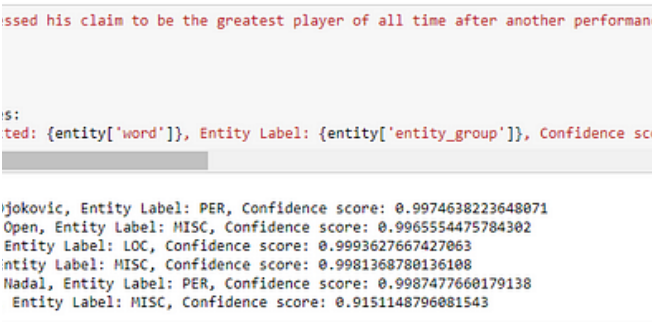 ssed his claim to be the greatest player of all time after another performan
s:
ted: {entity['word']}, Entity Label: {entity['entity_group']}, Confidence sc
jokovic, Entity Label: PER, Confidence score: 0.9974638223648071
Open, Entity Label: MISC, Confidence score: 0.9965554475784302
Entity Label: LOC, Confidence score: 0.9993627667427063
ntity Label: MISC, Confidence score: 0.9981368780136108
Nadal, Entity Label: PER, Confidence score: 0.9987477660179138
Entity Label: MISC, Confidence score: 0.9151148796081543